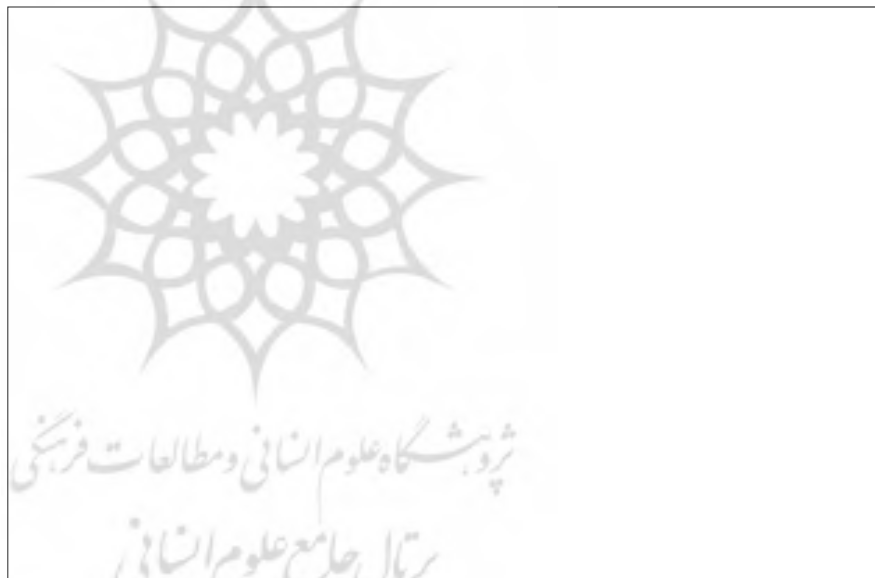 پژوهشگاه علوم انسانی و مطالعات فرهنگی
پرتال جامع علوم انسانی